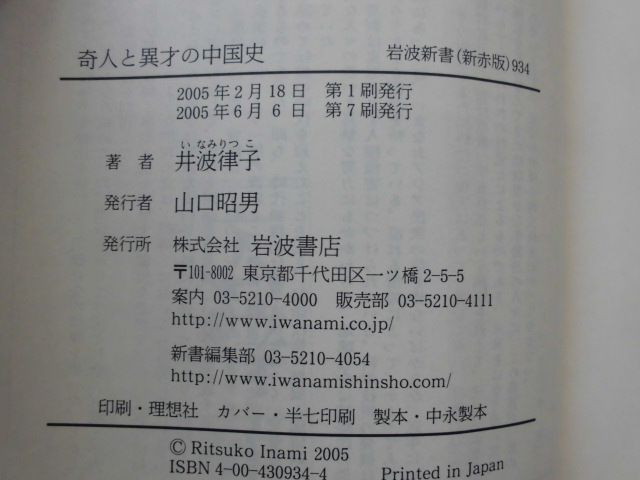 奇人と異才の中国史 岩波新書(新赤版)934
2005年2月18日 第1刷発行
2005年6月6日 第7刷発行
いなみりつこ
著者 井波律子
発行者 山口昭男
発行所 株式会社 岩波書店
〒101-8002 東京都千代田区一ツ橋2-5-5
案内 03-5210-4000 販売部 03-5210-4111
http://www.iwanami.co.jp/
新書編集部 03-5210-4054
http://www.iwanamishinsho.com/
印刷・理想社 カバー・半七印刷 製本・中永製本
© Ritsuko Inami 2005
ISBN 4-00-430934-4 Printed in Japan